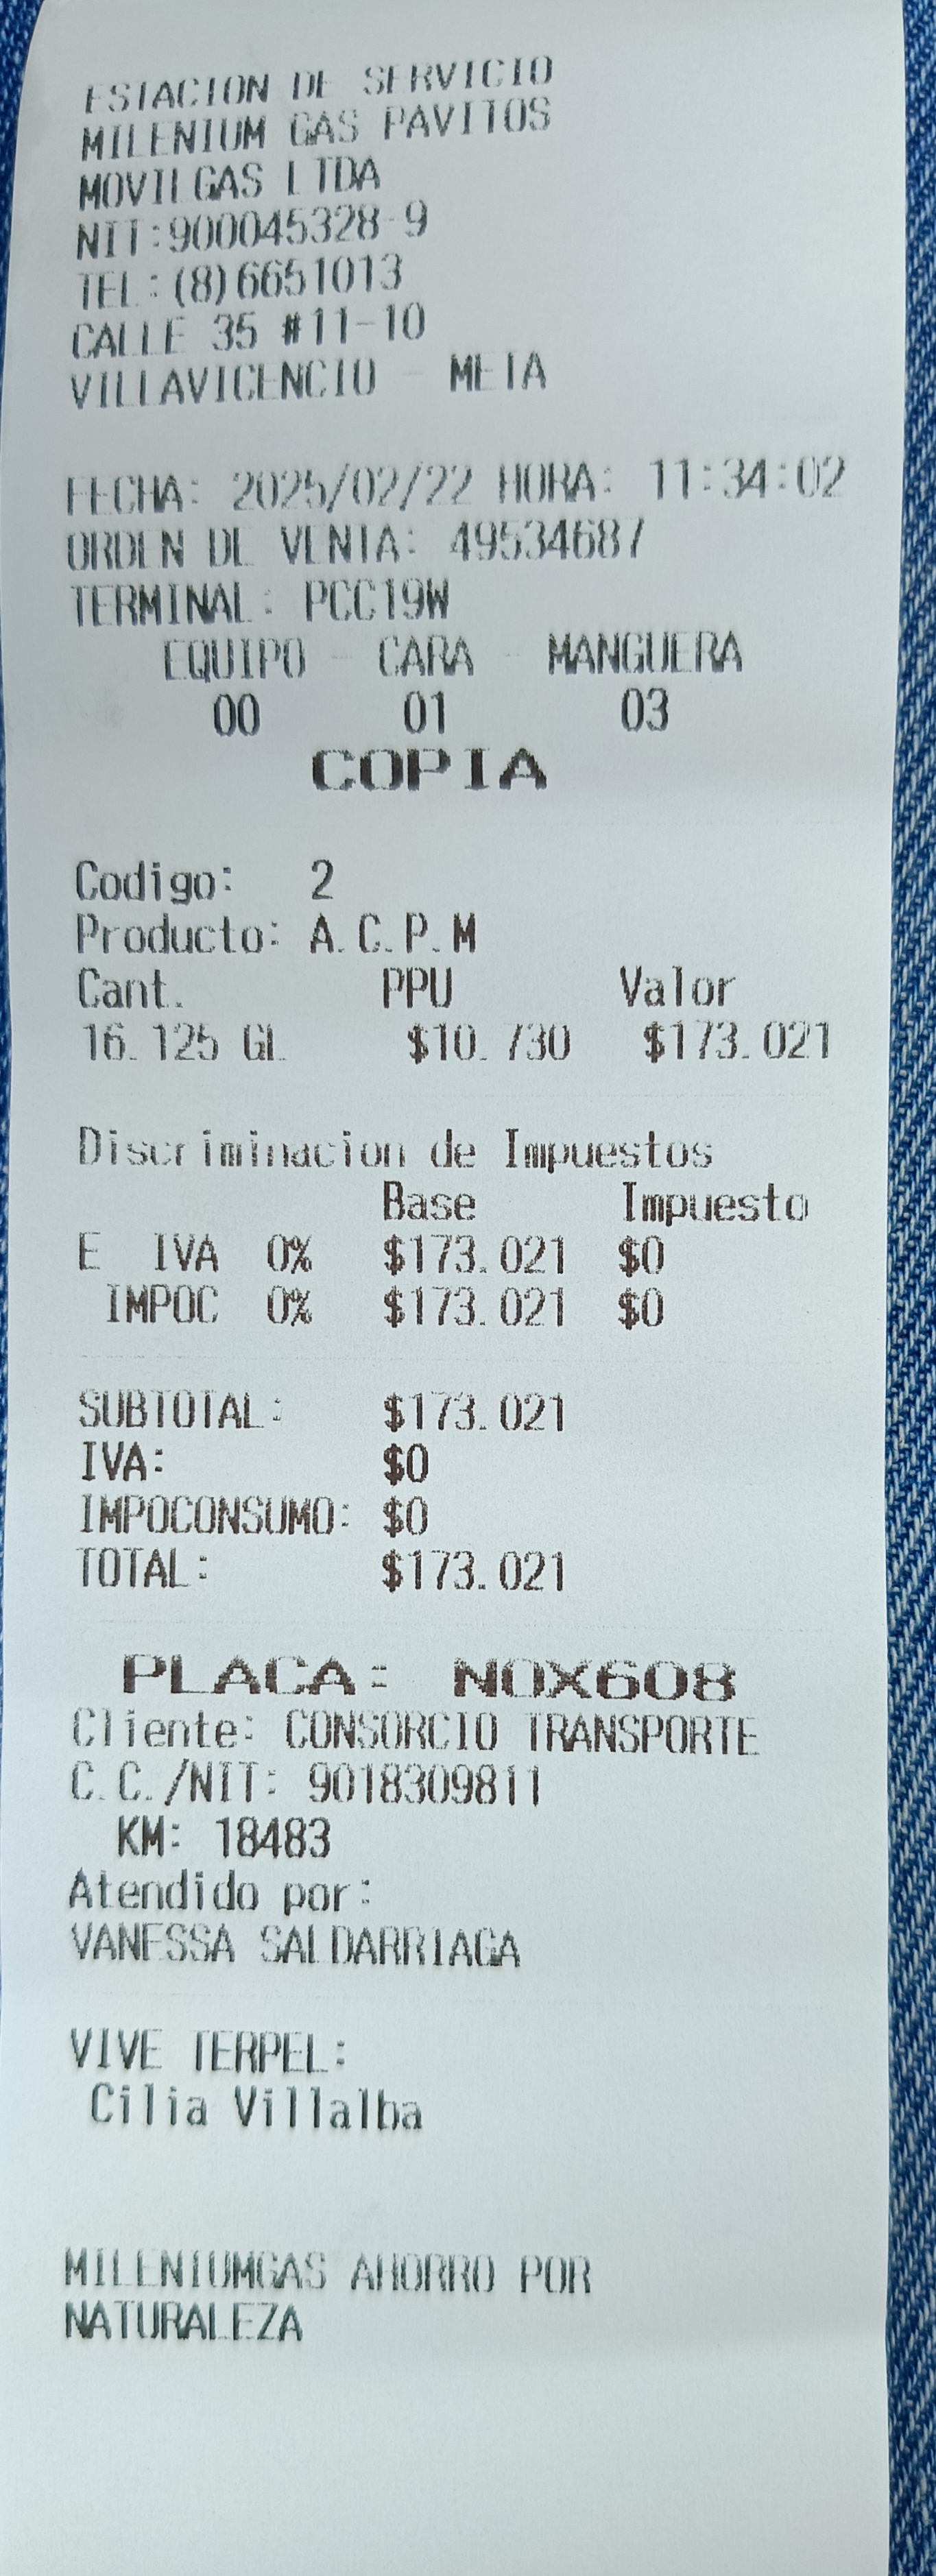 ESTACION DE SERVICIO
MILENIUM GAS PAVITOS
MOVILGAS LTDA
NIT:900045328-9
TEL:(8)6651013
CALLE 35 #11-10
VILLAVICENCIO - META
FECHA: 2025/02/22 HORA: 11:34:02
ORDEN DE VENTA: 49534687
TERMINAL: PCC19W
EQUIPO - CARA - MANGUERA
00 01 03
COPIA
Codigo: 2
Producto: A.C.P.M
Cant. PPU Valor
16.125 GL $10.730 $173.021
Discriminacion de Impuestos
Base Impuesto
E IVA 0% $173.021 $0
IMPOC 0% $173.021 $0
SUBTOTAL: $173.021
IVA: $0
IMPOCONSUMO: $0
TOTAL: $173.021
PLACA: NOX608
Cliente: CONSORCIO TRANSPORTE
C.C./NIT: 9018309811
KM: 18483
Atendido por:
VANESSA SALDARRIAGA
VIVE TERPEL:
Cilia Villalba
MILENIUMGAS AHORRO POR
NATURALEZA